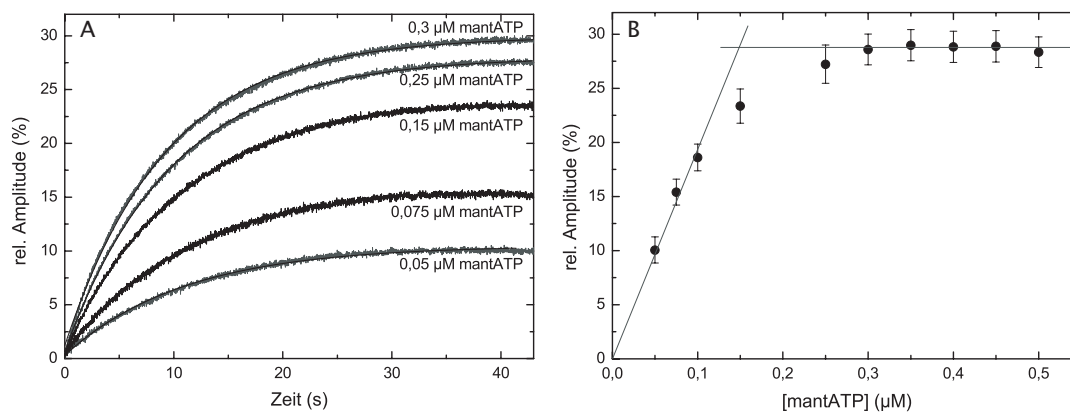 A
30
25
20
15
10
5
0
rel. Amplitude (%)
0,3 µM mantATP
0,25 µM mantATP
0,15 µM mantATP
0,075 µM mantATP
0,05 µM mantATP
0 10 20 30 40
Zeit (s)
B
30
25
20
15
10
5
0
rel. Amplitude (%)
0,0 0,1 0,2 0,3 0,4 0,5
[mantATP] (µM)